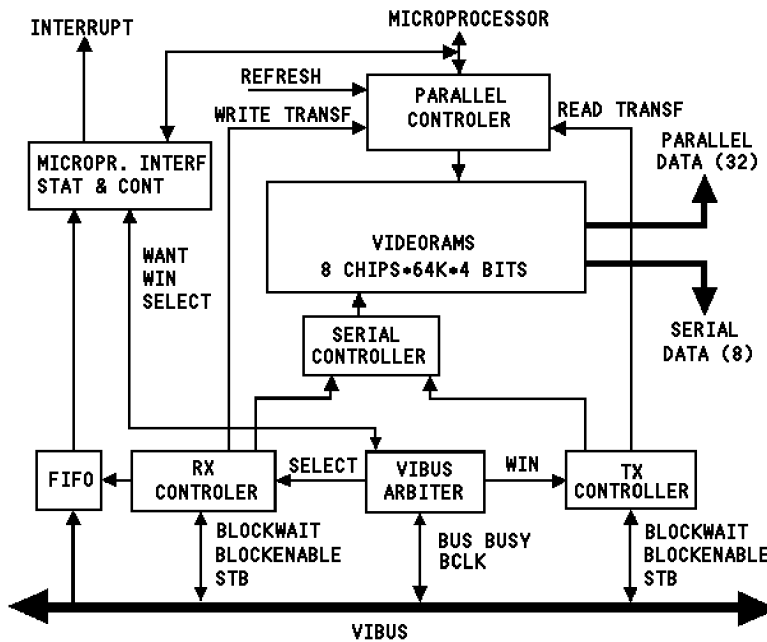 MICROPROCESSOR
INTERRUPT
REFRESH
WRITE TRANSF
PARALLEL
CONTROLER
READ TRANSF
PARALLEL
DATA (32)
MICROPR. INTERF
STAT & CONT
VIDEORAMS
8 CHIPS*64K*4 BITS
WANT
WIN
SELECT
SERIAL
CONTROLLER
SERIAL
DATA (8)
FIFO
RX
CONTROLER
SELECT
VIBUS
ARBITER
WIN
TX
CONTROLLER
BLOCKWAIT
BLOCKENABLE
STB
BUS BUSY
BCLK
BLOCKWAIT
BLOCKENABLE
STB
VIBUS